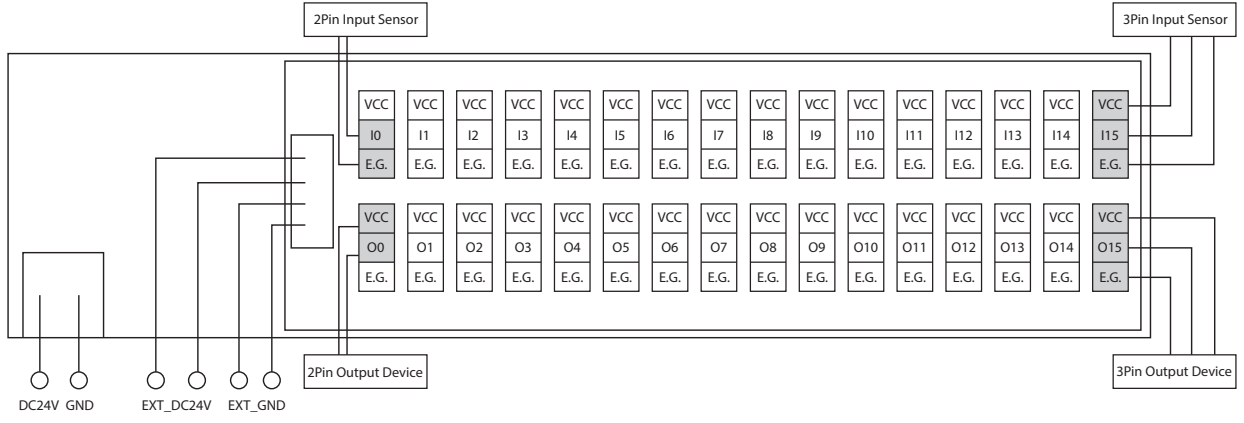 2Pin Input Sensor 3Pin Input Sensor
VCC VCC VCC VCC VCC VCC VCC VCC VCC VCC VCC VCC VCC VCC VCC VCC
I0 I1 I2 I3 I4 I5 I6 I7 I8 I9 I10 I11 I12 I13 I14 I15
E.G. E.G. E.G. E.G. E.G. E.G. E.G. E.G. E.G. E.G. E.G. E.G. E.G. E.G. E.G. E.G.
VCC VCC VCC VCC VCC VCC VCC VCC VCC VCC VCC VCC VCC VCC VCC VCC
O0 O1 O2 O3 O4 O5 O6 O7 O8 O9 O10 O11 O12 O13 O14 O15
E.G. E.G. E.G. E.G. E.G. E.G. E.G. E.G. E.G. E.G. E.G. E.G. E.G. E.G. E.G. E.G.
2Pin Output Device 3Pin Output Device
DC24V GND EXT_DC24V EXT_GND